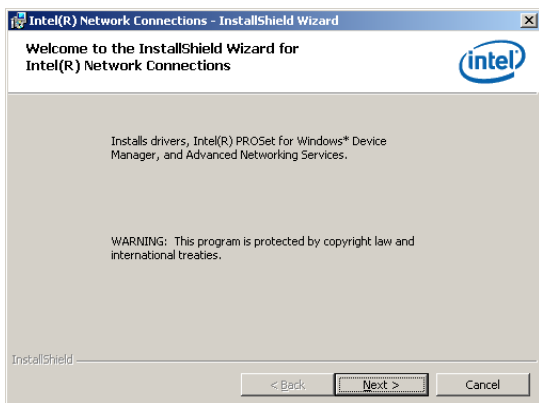 Intel(R) Network Connections - InstallShield Wizard
Welcome to the InstallShield Wizard for
Intel(R) Network Connections
intel
Installs drivers, Intel(R) PROSet for Windows* Device
Manager, and Advanced Networking Services.
WARNING: This program is protected by copyright law and
international treaties.
InstallShield
< Back
Next >
Cancel